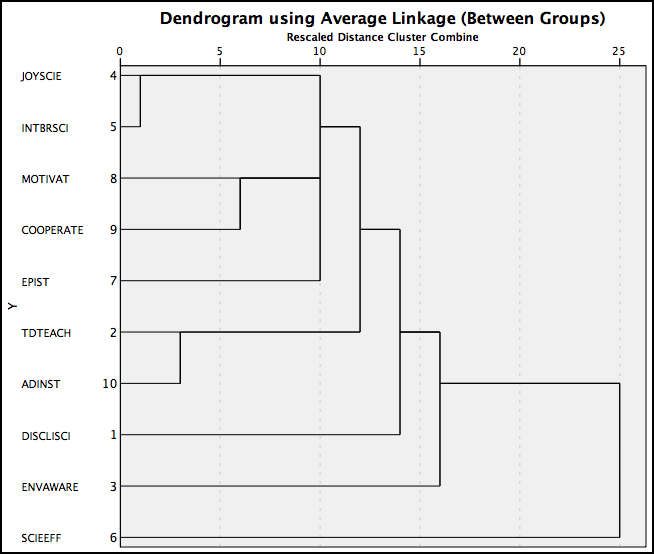 Dendrogram using Average Linkage (Between Groups)
Rescaled Distance Cluster Combine
0 5 10 15 20 25
JOYSCIE 4
INTBRSCI 5
MOTIVAT 8
COOPERATE 9
EPIST 7
Y
TDTEACH 2
ADINST 10
DISCLISCI 1
ENVAWARE 3
SCIEEFF 6